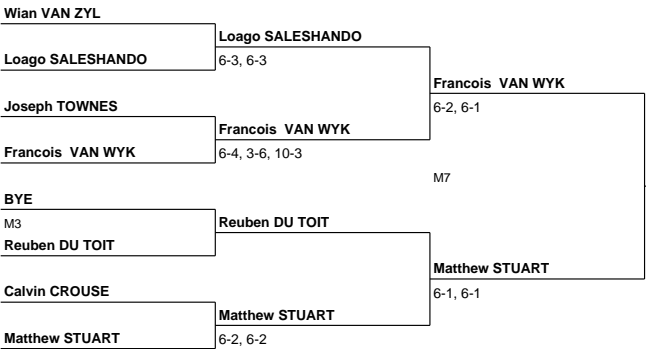 Wian VAN ZYL
Loago SALESHANDO
Loago SALESHANDO
6-3, 6-3
Francois  VAN WYK
6-2, 6-1
Joseph TOWNES
Francois  VAN WYK
Francois  VAN WYK
6-4, 3-6, 10-3
M7
BYE
M3
Reuben DU TOIT
Reuben DU TOIT
Matthew STUART
6-1, 6-1
Calvin CROUSE
Matthew STUART
Matthew STUART
6-2, 6-2